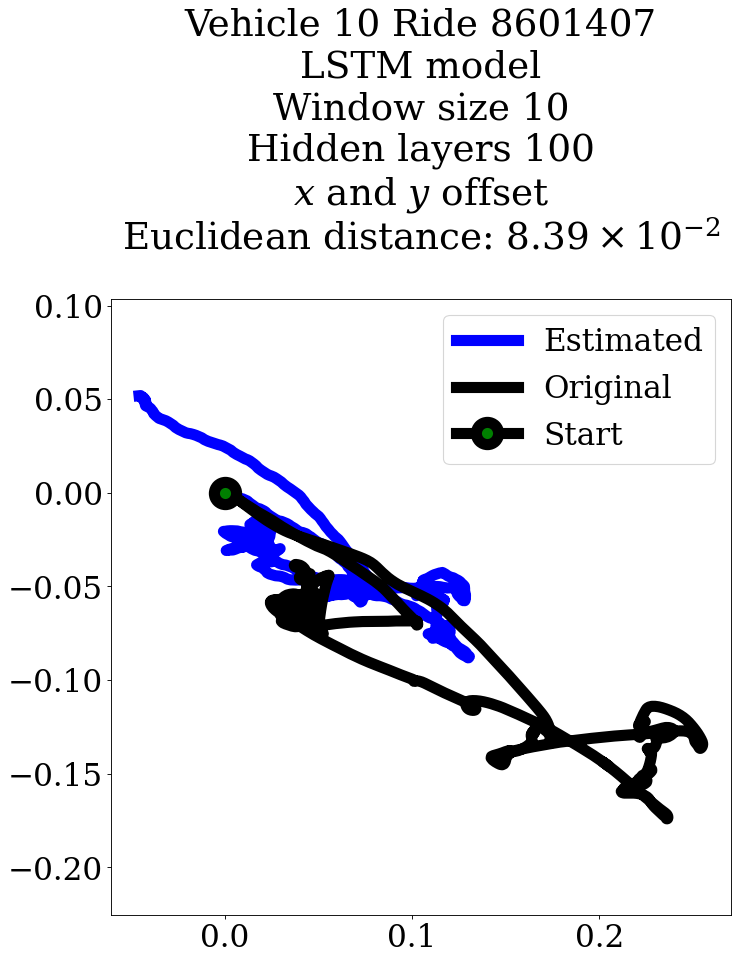 Vehicle 10 Ride 8601407
LSTM model
Window size 10
Hidden layers 100
x and y offset
Euclidean distance: 8.39 × 10⁻²
Estimated
Original
Start
0.10
0.05
0.00
−0.05
−0.10
−0.15
−0.20
0.0 0.1 0.2